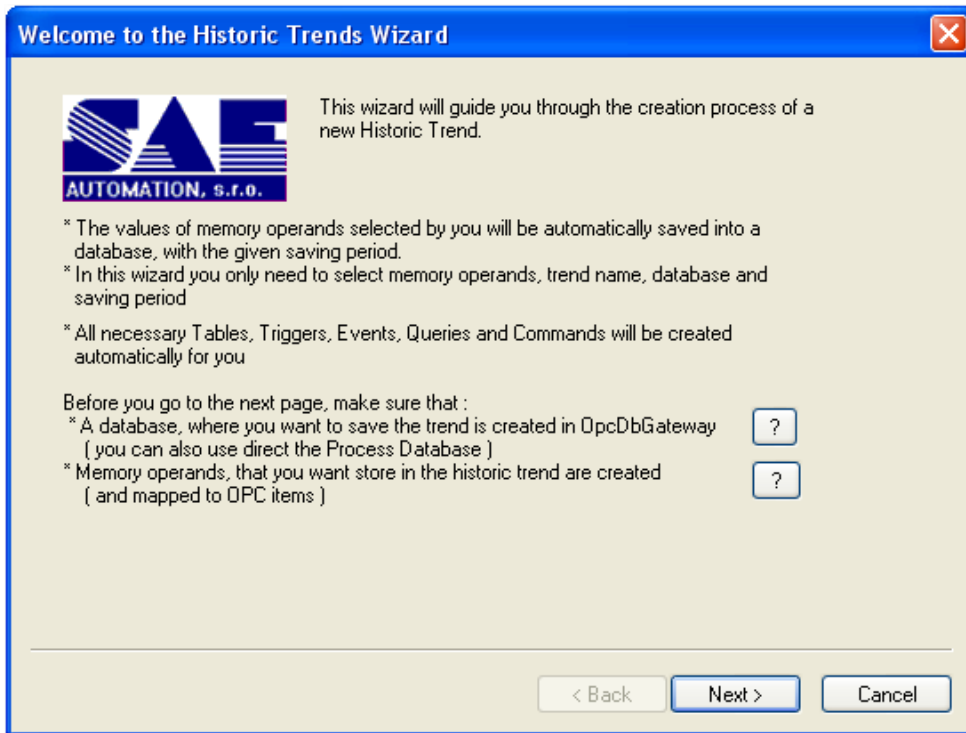 Welcome to the Historic Trends Wizard
SAE
AUTOMATION, s.r.o.
This wizard will guide you through the creation process of a
new Historic Trend.
* The values of memory operands selected by you will be automatically saved into a
database, with the given saving period.
* In this wizard you only need to select memory operands, trend name, database and
saving period
* All necessary Tables, Triggers, Events, Queries and Commands will be created
automatically for you
Before you go to the next page, make sure that :
* A database, where you want to save the trend is created in OpcDbGateway
( you can also use direct the Process Database )
?
* Memory operands, that you want store in the historic trend are created
( and mapped to OPC items )
?
< Back
Next >
Cancel